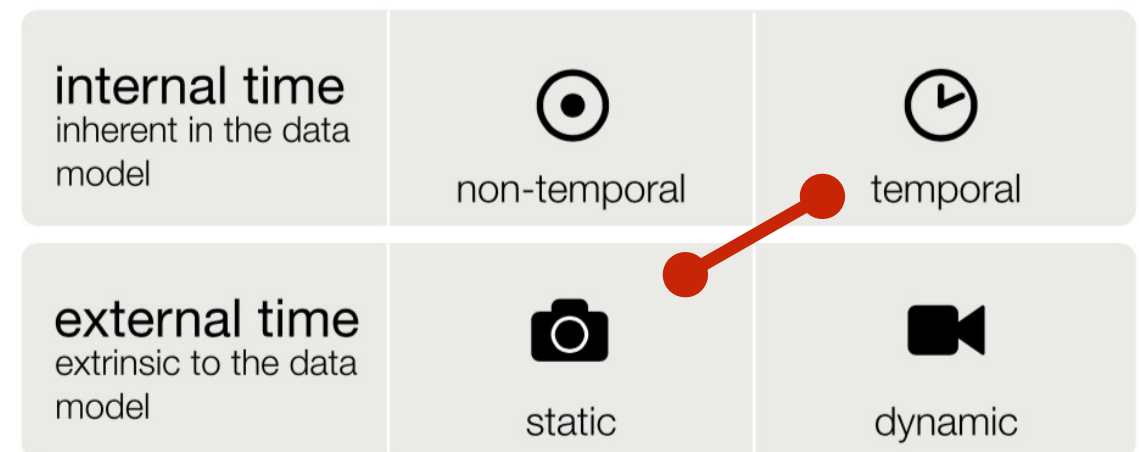 internal time
inherent in the data
model
non-temporal
temporal
external time
extrinsic to the data
model
static
dynamic